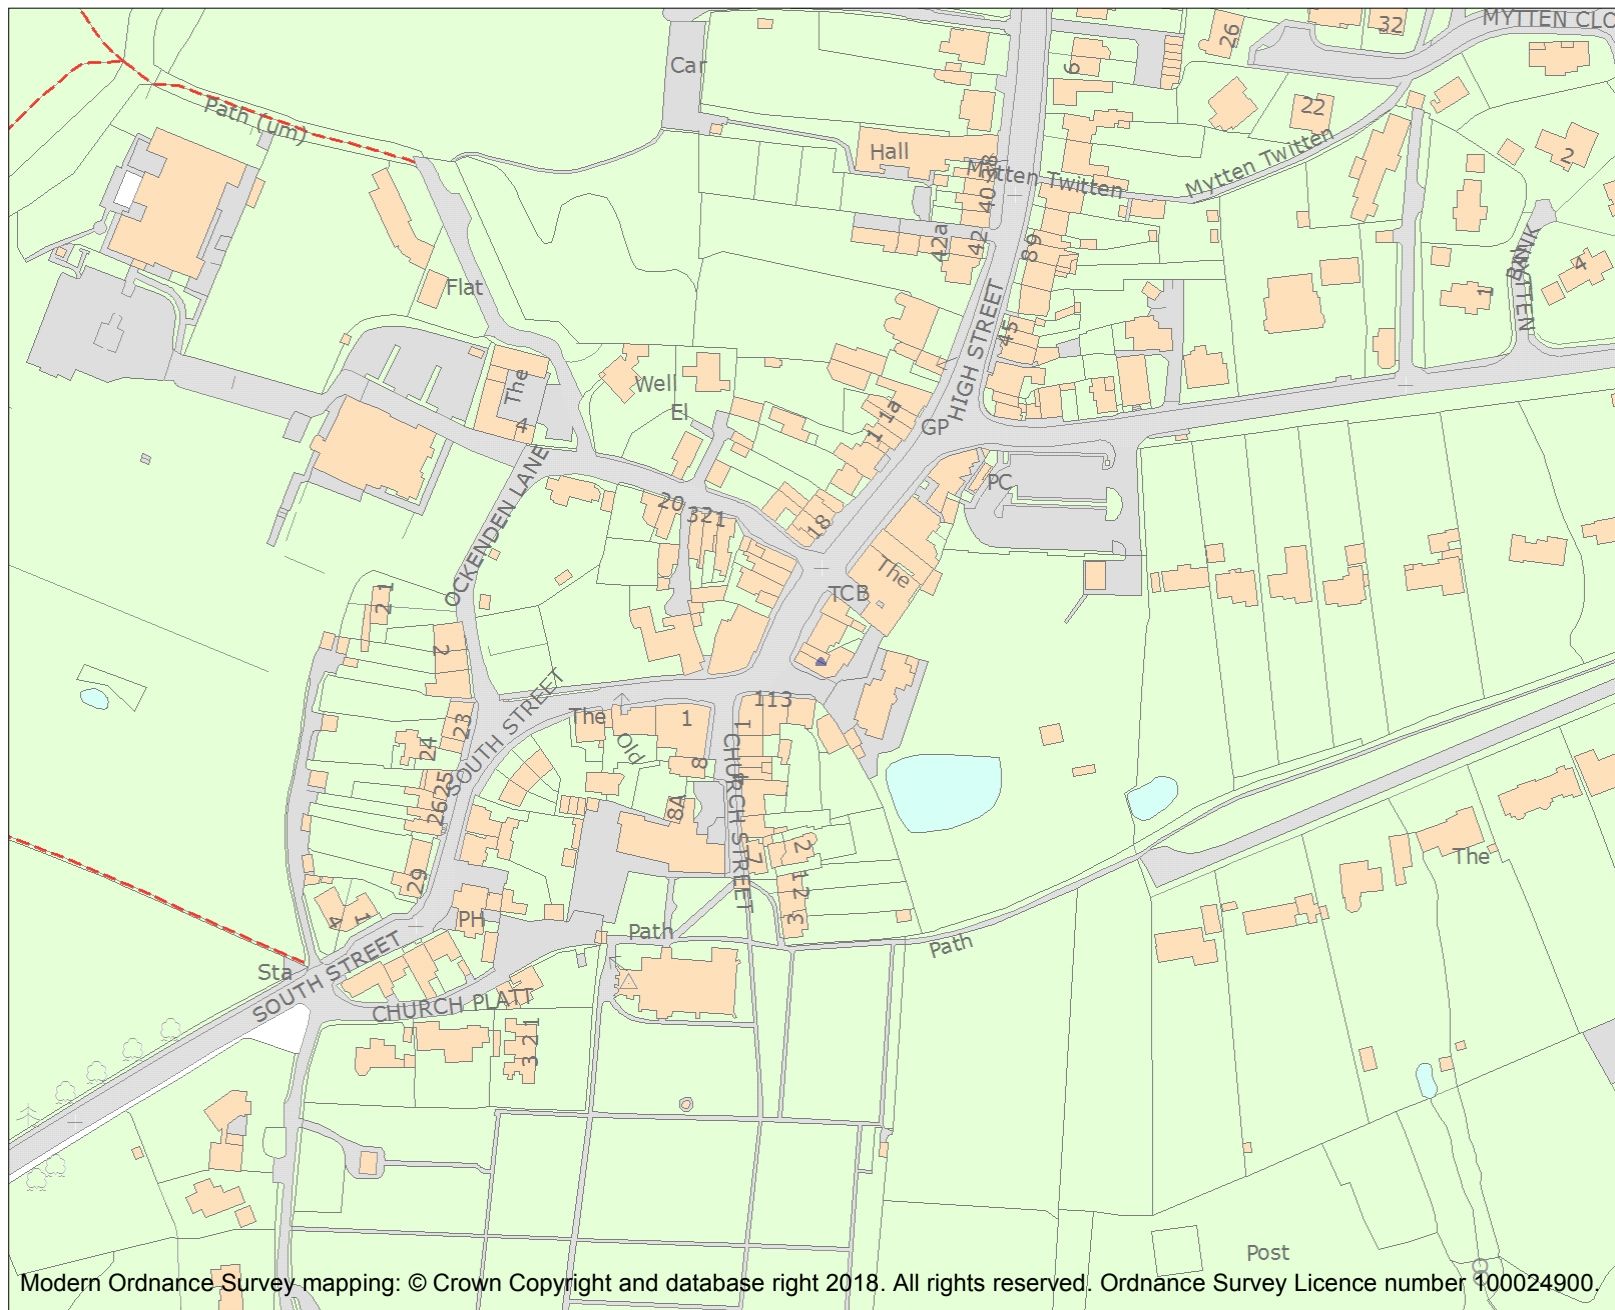 MYTTEN CLO
32
26
Car
6
22
Path (um)
Hall
38
Mytten Twitten
Mytten Twitten
2
40
42a
42
89
BANK
4
Flat
1
MYTTEN
HIGH STREET
45
The
Well
El
1a
1
4
GP
OCKENDEN LANE
PC
20
321
18
The
TCB
2 1
2
SOUTH STREET
113
The
1
1
23
Old
24
8
CHURCH STREET
25
26
8A
2
7
The
29
1 2
3
4
1
PH
Path
Path
Sta
SOUTH STREET
CHURCH PLATT
3 2 1
Post
Modern Ordnance Survey mapping: © Crown Copyright and database right 2018. All rights reserved. Ordnance Survey Licence number 100024900.